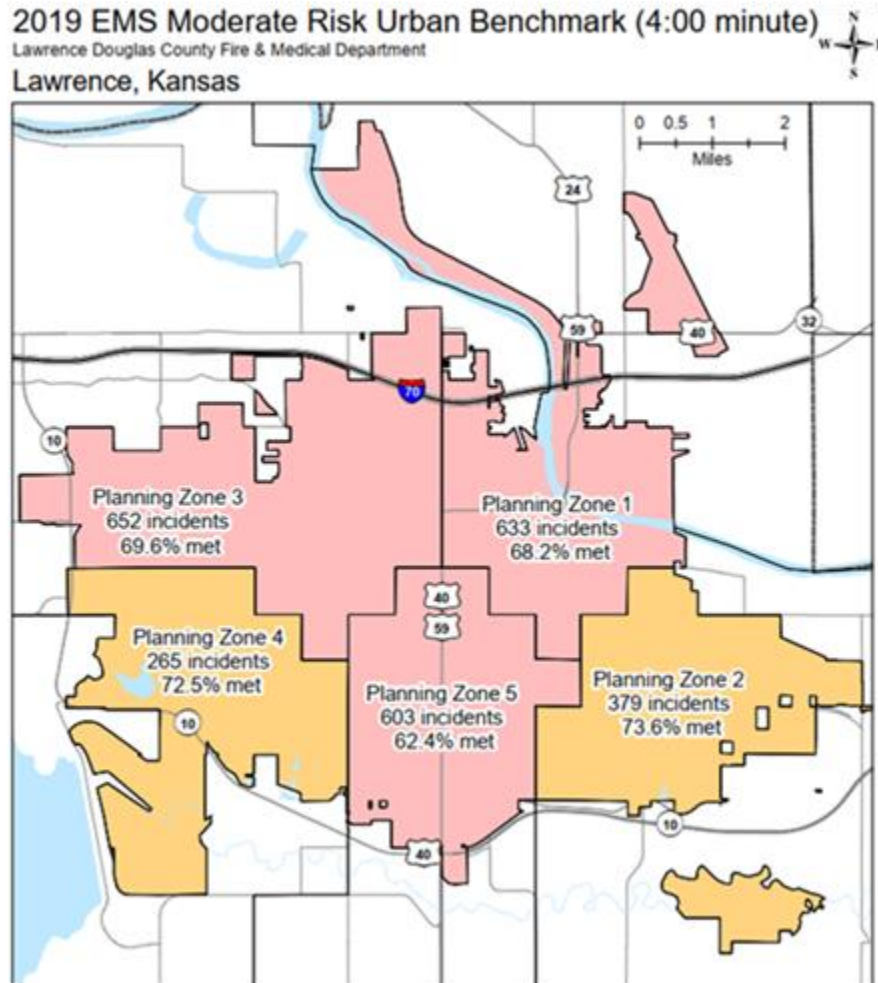 2019 EMS Moderate Risk Urban Benchmark (4:00 minute)
Lawrence Douglas County Fire & Medical Department
Lawrence, Kansas
N
W
S
0 0.5 1 2
Miles
24
59
40
32
70
10
Planning Zone 3
652 incidents
69.6% met
Planning Zone 1
633 incidents
68.2% met
40
59
Planning Zone 4
265 incidents
72.5% met
Planning Zone 5
603 incidents
62.4% met
Planning Zone 2
379 incidents
73.6% met
10
10
40